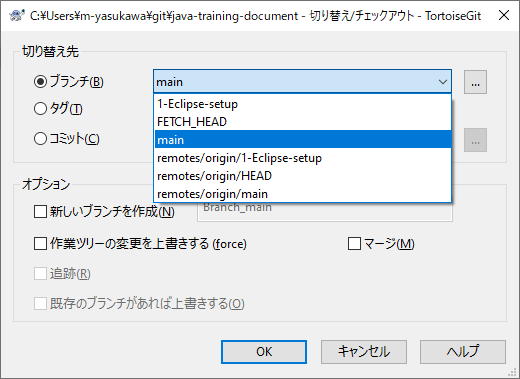 C:¥Users¥m-yasukawa¥git¥java-training-document - 切り替え/チェックアウト - TortoiseGit
切り替え先
ブランチ(B)
main
...
1-Eclipse-setup
タグ(T)
FETCH_HEAD
main
コミット(C)
...
remotes/origin/1-Eclipse-setup
remotes/origin/HEAD
オプション
remotes/origin/main
新しいブランチを作成(N)
Branch_main
作業ツリーの変更を上書きする (force)
マージ(M)
追跡(R)
既存のブランチがあれば上書きする(O)
OK
キャンセル
ヘルプ